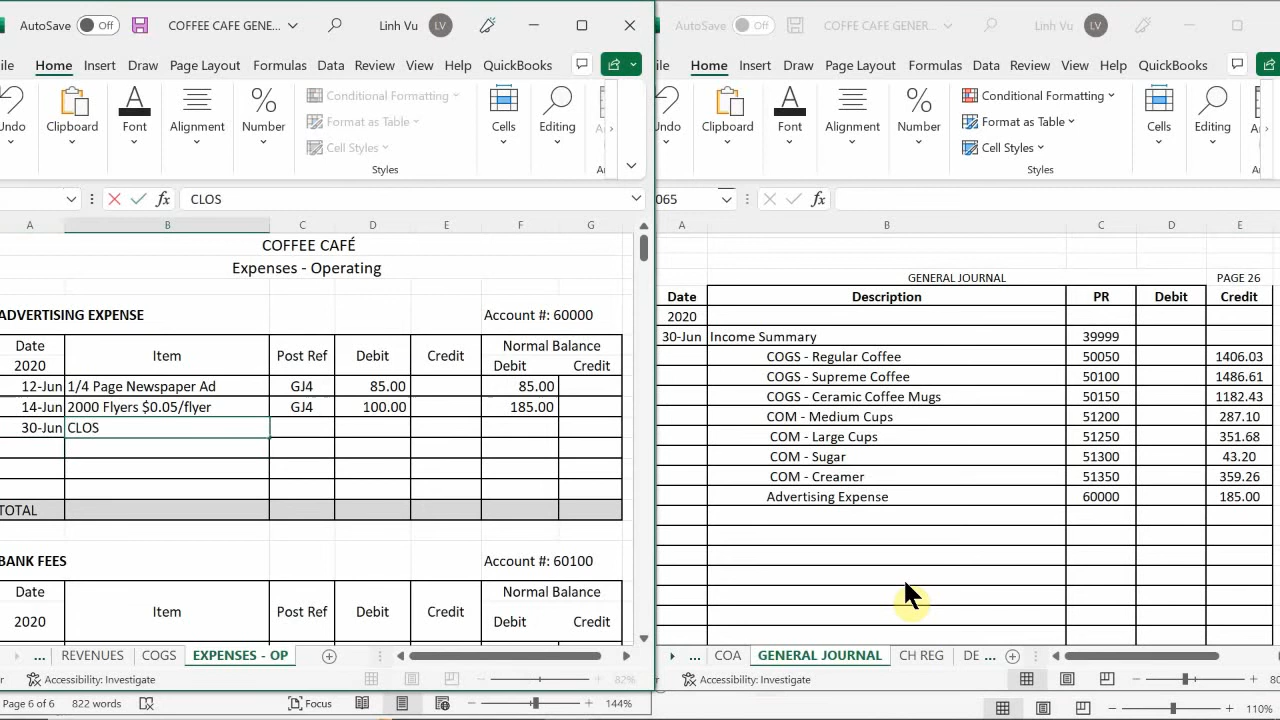 AutoSave Off COFFEE CAFE GENE... Linh Vu LV
ile Home Insert Draw Page Layout Formulas Data Review View Help QuickBooks
Undo Clipboard Font Alignment Number Conditional Formatting Format as Table Cell Styles Styles Cells Editing
CLOS
A B C D E F G
COFFEE CAFÉ
Expenses - Operating
ADVERTISING EXPENSE Account #: 60000
Date Item Post Ref Debit Credit Normal Balance
2020 Debit Credit
12-Jun 1/4 Page Newspaper Ad GJ4 85.00 85.00
14-Jun 2000 Flyers $0.05/flyer GJ4 100.00 185.00
30-Jun CLOS
TOTAL
BANK FEES Account #: 60100
Date Item Post Ref Debit Credit Normal Balance
2020 Debit Credit
... REVENUES COGS EXPENSES - OP
Accessibility: Investigate 82%
Page 6 of 6 822 words Focus 144%
AutoSave Off COFFE CAFÉ GENER... Linh Vu LV
ile Home Insert Draw Page Layout Formulas Data Review View Help QuickBooks
Undo Clipboard Font Alignment Number Conditional Formatting Format as Table Cell Styles Styles Cells Editing
065
A B C D E
GENERAL JOURNAL PAGE 26
Date Description PR Debit Credit
2020
30-Jun Income Summary 39999
COGS - Regular Coffee 50050 1406.03
COGS - Supreme Coffee 50100 1486.61
COGS - Ceramic Coffee Mugs 50150 1182.43
COM - Medium Cups 51200 287.10
COM - Large Cups 51250 351.68
COM - Sugar 51300 43.20
COM - Creamer 51350 359.26
Advertising Expense 60000 185.00
... COA GENERAL JOURNAL CH REG DE ...
Accessibility: Investigate 80
110%